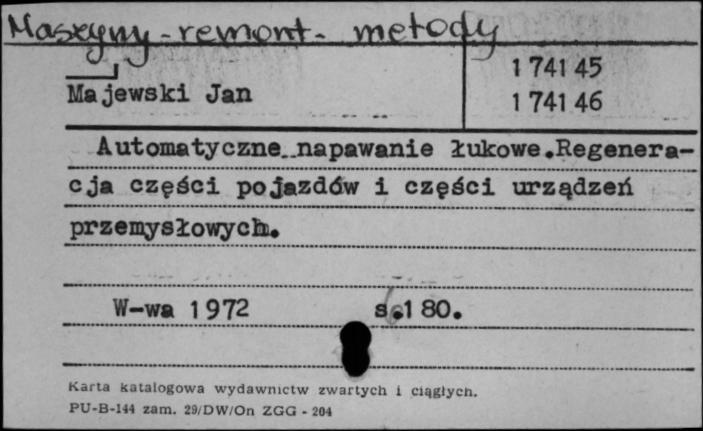 Maszyny - remont - metody
1 741 45
Majewski Jan
1 741 46
Automatyczne napawanie łukowe.Regenera-
cja części pojazdów i części urządzeń
przemysłowych.
W-wa 1972 s.180.
Karta katalogowa wydawnictw zwartych i ciągłych.
PU-B-144 zam. 29/DW/On ZGG - 204